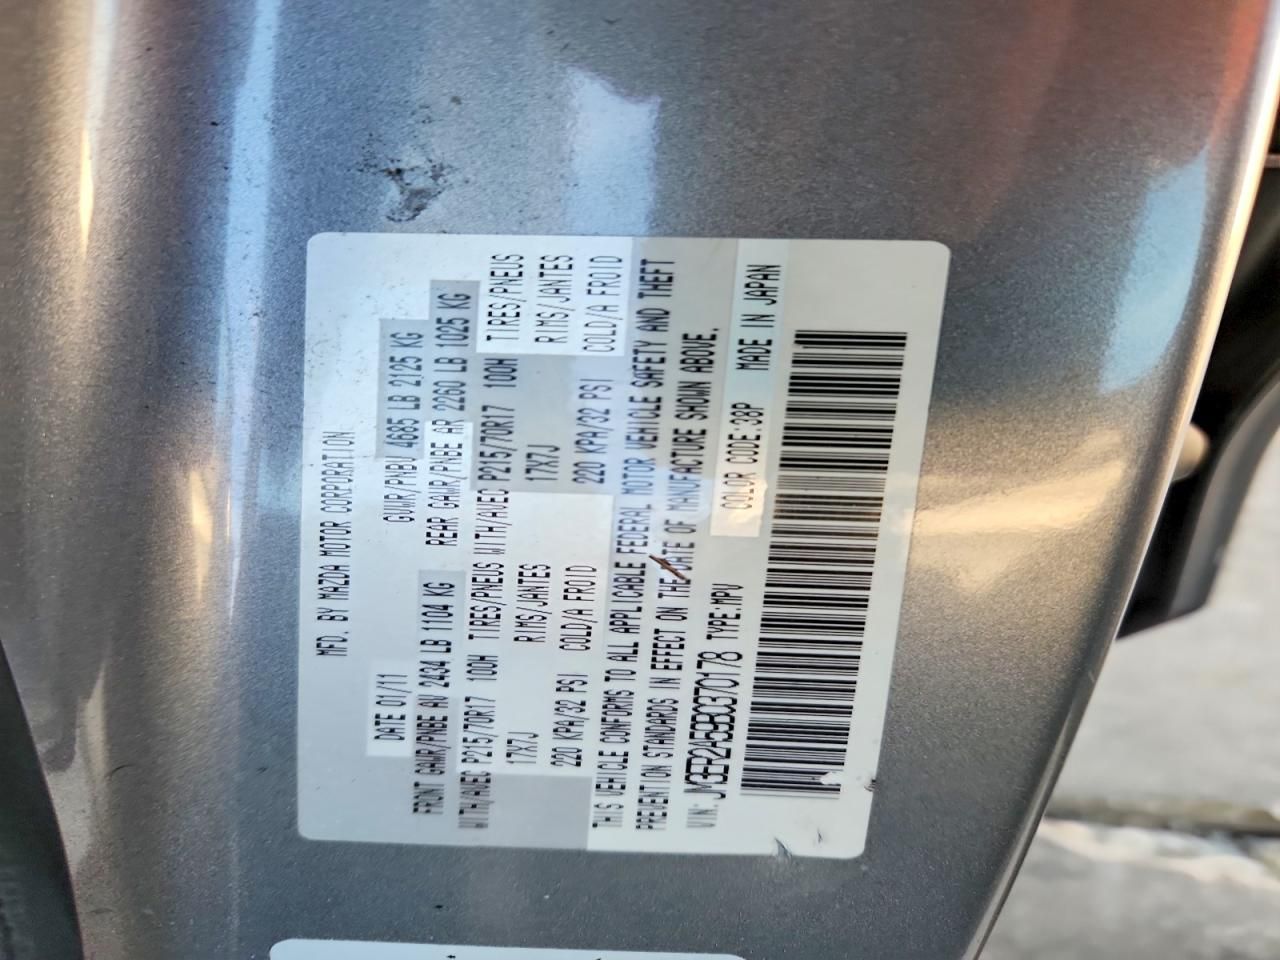 MFD. BY MAZDA MOTOR CORPORATION
DATE 01/11 GVWR/PNBV 4685 LB 2125 KG
FRONT GAWR/PNBE AV 2434 LB 1104 KG REAR GAWR/PNBE AR 2260 LB 1025 KG
WITH/AVEC P215/70R17 100H TIRES/PNEUS WITH/AVEC P215/70R17 100H TIRES/PNEUS
17X7J RIMS/JANTES 17X7J RIMS/JANTES
220 KPA/32 PSI COLD/A FROID 220 KPA/32 PSI COLD/A FROID
THIS VEHICLE CONFORMS TO ALL APPLICABLE FEDERAL MOTOR VEHICLE SAFETY AND THEFT
PREVENTION STANDARDS IN EFFECT ON THE DATE OF MANUFACTURE SHOWN ABOVE.
VIN: JM3ER2A59B0370178 TYPE:MPV COLOR CODE:38P MADE IN JAPAN